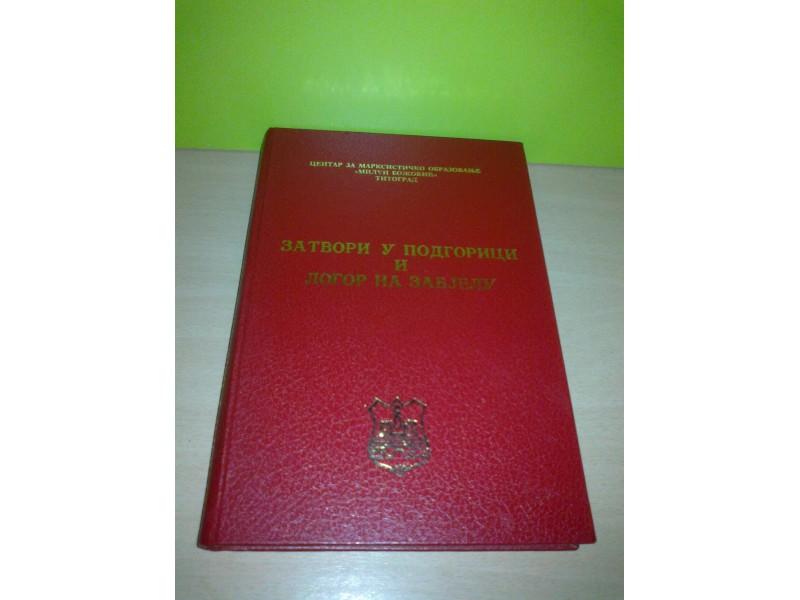 ЦЕНТАР ЗА МАРКСИСТИЧКО ОБРАЗОВАЊЕ
«МИЛУН БОЖОВИЋ»
ТИТОГРАД
ЗАТВОРИ У ПОДГОРИЦИ
И
ЛОГОР НА ЗАБЈЕЛУ